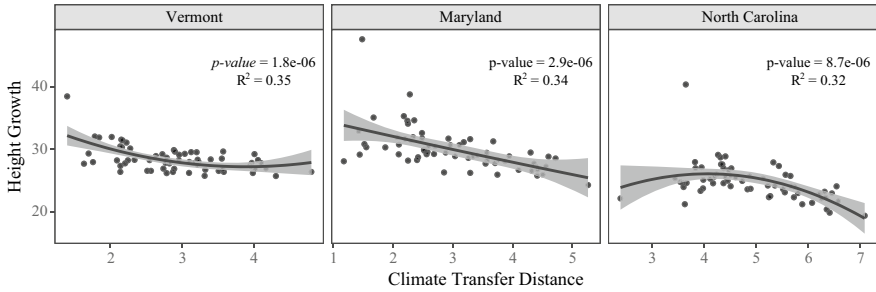 Vermont
Maryland
North Carolina
p-value = 1.8e-06
R² = 0.35
p-value = 2.9e-06
R² = 0.34
p-value = 8.7e-06
R² = 0.32
Height Growth
40
30
20
2
3
4
1
2
3
4
5
3
4
5
6
7
Climate Transfer Distance